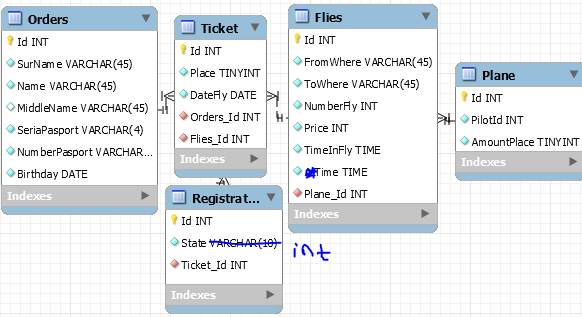 Orders
Id INT
SurName VARCHAR(45)
Name VARCHAR(45)
MiddleName VARCHAR(45)
SeriaPasport VARCHAR(4)
NumberPasport VARCHAR...
Birthday DATE
Indexes
Ticket
Id INT
Place TINYINT
DateFly DATE
Orders_Id INT
Flies_Id INT
Indexes
Registrat...
Id INT
State VARCHAR(10) int
Ticket_Id INT
Indexes
Flies
Id INT
FromWhere VARCHAR(45)
ToWhere VARCHAR(45)
NumberFly INT
Price INT
TimeInFly TIME
Time TIME
Plane_Id INT
Indexes
Plane
Id INT
PilotId INT
AmountPlace TINYINT
Indexes